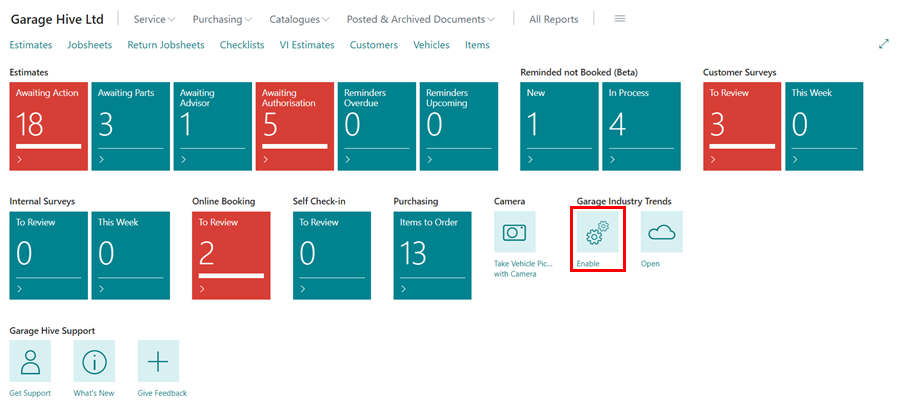 Garage Hive Ltd
Service
Purchasing
Catalogues
Posted & Archived Documents
All Reports
Estimates
Jobsheets
Return Jobsheets
Checklists
VI Estimates
Customers
Vehicles
Items
Estimates
Awaiting Action
18
Awaiting Parts
3
Awaiting
Advisor
1
Awaiting
Authorisation
5
Reminders
Overdue
0
Reminders
Upcoming
0
Reminded not Booked (Beta)
New
1
In Process
4
Customer Surveys
To Review
3
This Week
0
Internal Surveys
To Review
0
This Week
0
Online Booking
To Review
2
Self Check-in
To Review
0
Purchasing
Items to Order
13
Camera
Take Vehicle Pic...
with Camera
Garage Industry Trends
Enable
Open
Garage Hive Support
Get Support
What's New
Give Feedback